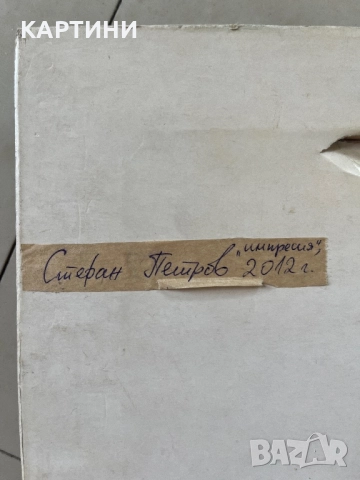 КАРТИНИ
Стефан Петров "импресия", 2012 г.
BAZAR
bg